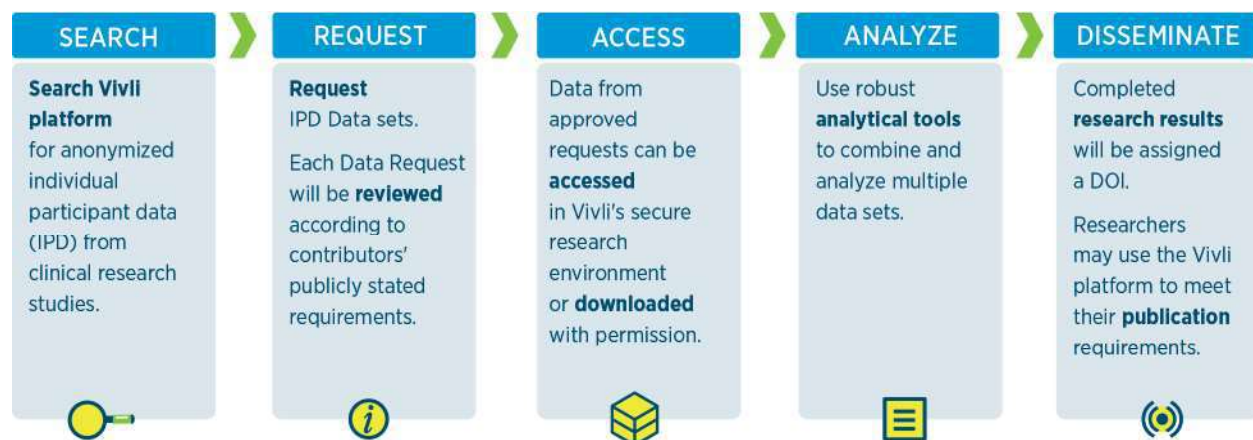 SEARCH
Search Vivli
platform
for anonymized
individual
participant data
(IPD) from
clinical research
studies.
REQUEST
Request
IPD Data sets.
Each Data Request
will be reviewed
according to
contributors'
publicly stated
requirements.
i
ACCESS
Data from
approved
requests can be
accessed
in Vivli's secure
research
environment
or downloaded
with permission.
ANALYZE
Use robust
analytical tools
to combine and
analyze multiple
data sets.
DISSEMINATE
Completed
research results
will be assigned
a DOI.
Researchers
may use the Vivli
platform to meet
their publication
requirements.